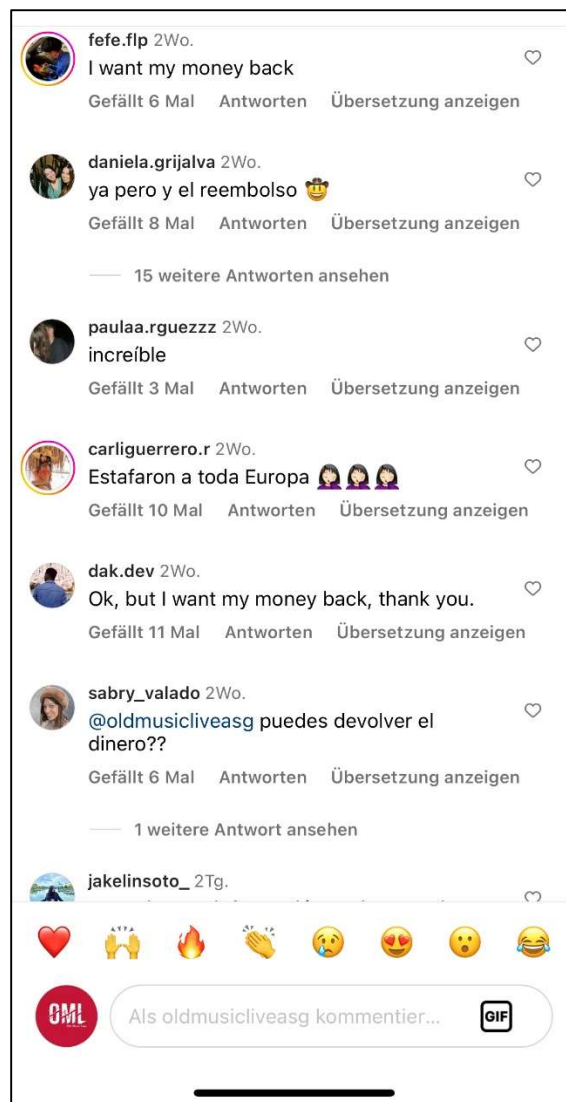 fefe.flp 2Wo.
I want my money back
Gefällt 6 Mal Antworten Übersetzung anzeigen
daniela.grijalva 2Wo.
ya pero y el reembolso 🤠
Gefällt 8 Mal Antworten Übersetzung anzeigen
15 weitere Antworten ansehen
paulaa.rguezzz 2Wo.
increíble
Gefällt 3 Mal Antworten Übersetzung anzeigen
carliguerrero.r 2Wo.
Estafaron a toda Europa 🤦🏻‍♀️🤦🏻‍♀️🤦🏻‍♀️
Gefällt 10 Mal Antworten Übersetzung anzeigen
dak.dev 2Wo.
Ok, but I want my money back, thank you.
Gefällt 11 Mal Antworten Übersetzung anzeigen
sabry_valado 2Wo.
@oldmusicliveasg puedes devolver el
dinero??
Gefällt 6 Mal Antworten Übersetzung anzeigen
1 weitere Antwort ansehen
jakelinsoto_ 2Tg.
OML
Als oldmusicliveasg kommentier...
GIF